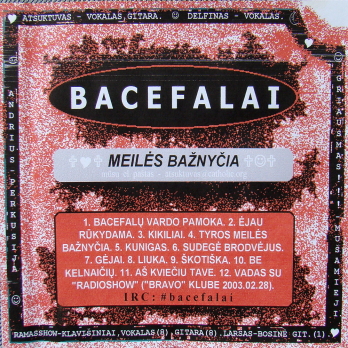 ATSUKTUVAS - VOKALAS,GITARA. ☺ DELFINAS - VOKALAS.
BACEFALAI
MEILĖS BAŽNYČIA
1. BACEFALŲ VARDO PAMOKA. 2. ĖJAU
RŪKYDAMA. 3. KIKILIAI. 4. TYROS MEILĖS
BAŽNYČIA. 5. KUNIGAS. 6. SUDEGĖ BRODVĖJUS.
7. GĖJAI. 8. LIUKA. 9. ŠKOTIŠKA. 10. BE
KELNAIČIŲ. 11. AŠ KVIEČIU TAVE. 12. VADAS SU
"RADIOSHOW" ("BRAVO" KLUBE 2003.02.28).
IRC: #bacefalai
ANDRIUS-PERKUSIJA
GRIAUSMAS!!!-MUŠAMIEJI
RAMASSHOW-KLAVIŠINIAI,VOKALAS(8),GITARA(8).LARSAS-BOSINĖ GIT.(1).